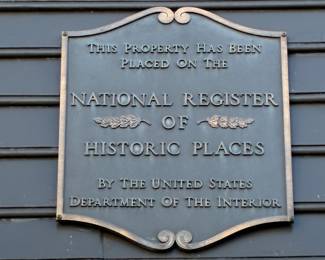 THIS PROPERTY HAS BEEN
PLACED ON THE
NATIONAL REGISTER
OF
HISTORIC PLACES
BY THE UNITED STATES
DEPARTMENT OF THE INTERIOR